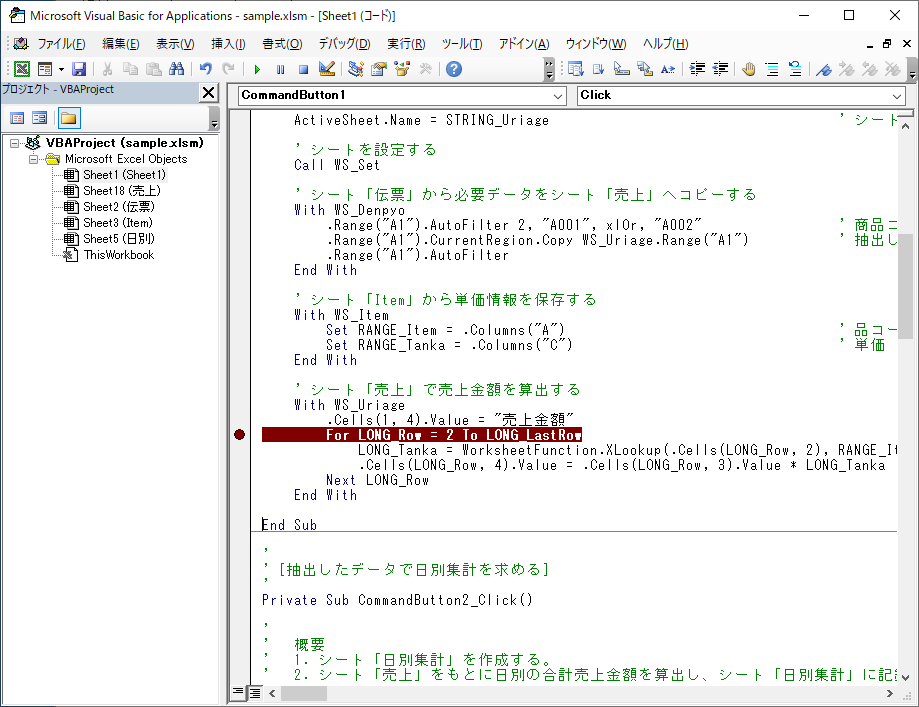 Microsoft Visual Basic for Applications - sample.xlsm - [Sheet1 (コード)]
ファイル(F) 編集(E) 表示(V) 挿入(I) 書式(O) デバッグ(D) 実行(R) ツール(T) アドイン(A) ウィンドウ(W) ヘルプ(H)
プロジェクト - VBAProject
VBAProject (sample.xlsm)
Microsoft Excel Objects
Sheet1 (Sheet1)
Sheet18 (売上)
Sheet2 (伝票)
Sheet3 (Item)
Sheet5 (日別)
ThisWorkbook
CommandButton1 Click
ActiveSheet.Name = STRING_Uriage ' シート
' シートを設定する
Call WS_Set
' シート「伝票」から必要データをシート「売上」へコピーする
With WS_Denpyo
.Range("A1").AutoFilter 2, "A001", xlOr, "A002" ' 商品コ
.Range("A1").CurrentRegion.Copy WS_Uriage.Range("A1") ' 抽出し
.Range("A1").AutoFilter
End With
' シート「Item」から単価情報を保存する
With WS_Item
Set RANGE_Item = .Columns("A") ' 品コー
Set RANGE_Tanka = .Columns("C") ' 単価
End With
' シート「売上」で売上金額を算出する
With WS_Uriage
.Cells(1, 4).Value = "売上金額"
For LONG_Row = 2 To LONG_LastRow
LONG_Tanka = WorksheetFunction.XLookup(.Cells(LONG_Row, 2), RANGE_It
.Cells(LONG_Row, 4).Value = .Cells(LONG_Row, 3).Value * LONG_Tanka
Next LONG_Row
End With
End Sub
'
' [抽出したデータで日別集計を求める]
'
Private Sub CommandButton2_Click()
'
' 概要
' 1. シート「日別集計」を作成する。
' 2. シート「売上」をもとに日別の合計売上金額を算出し、シート「日別集計」に記